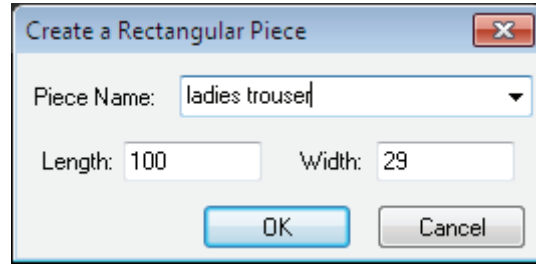 Create a Rectangular Piece
Piece Name: ladies trouser
Length: 100 Width: 29
OK Cancel